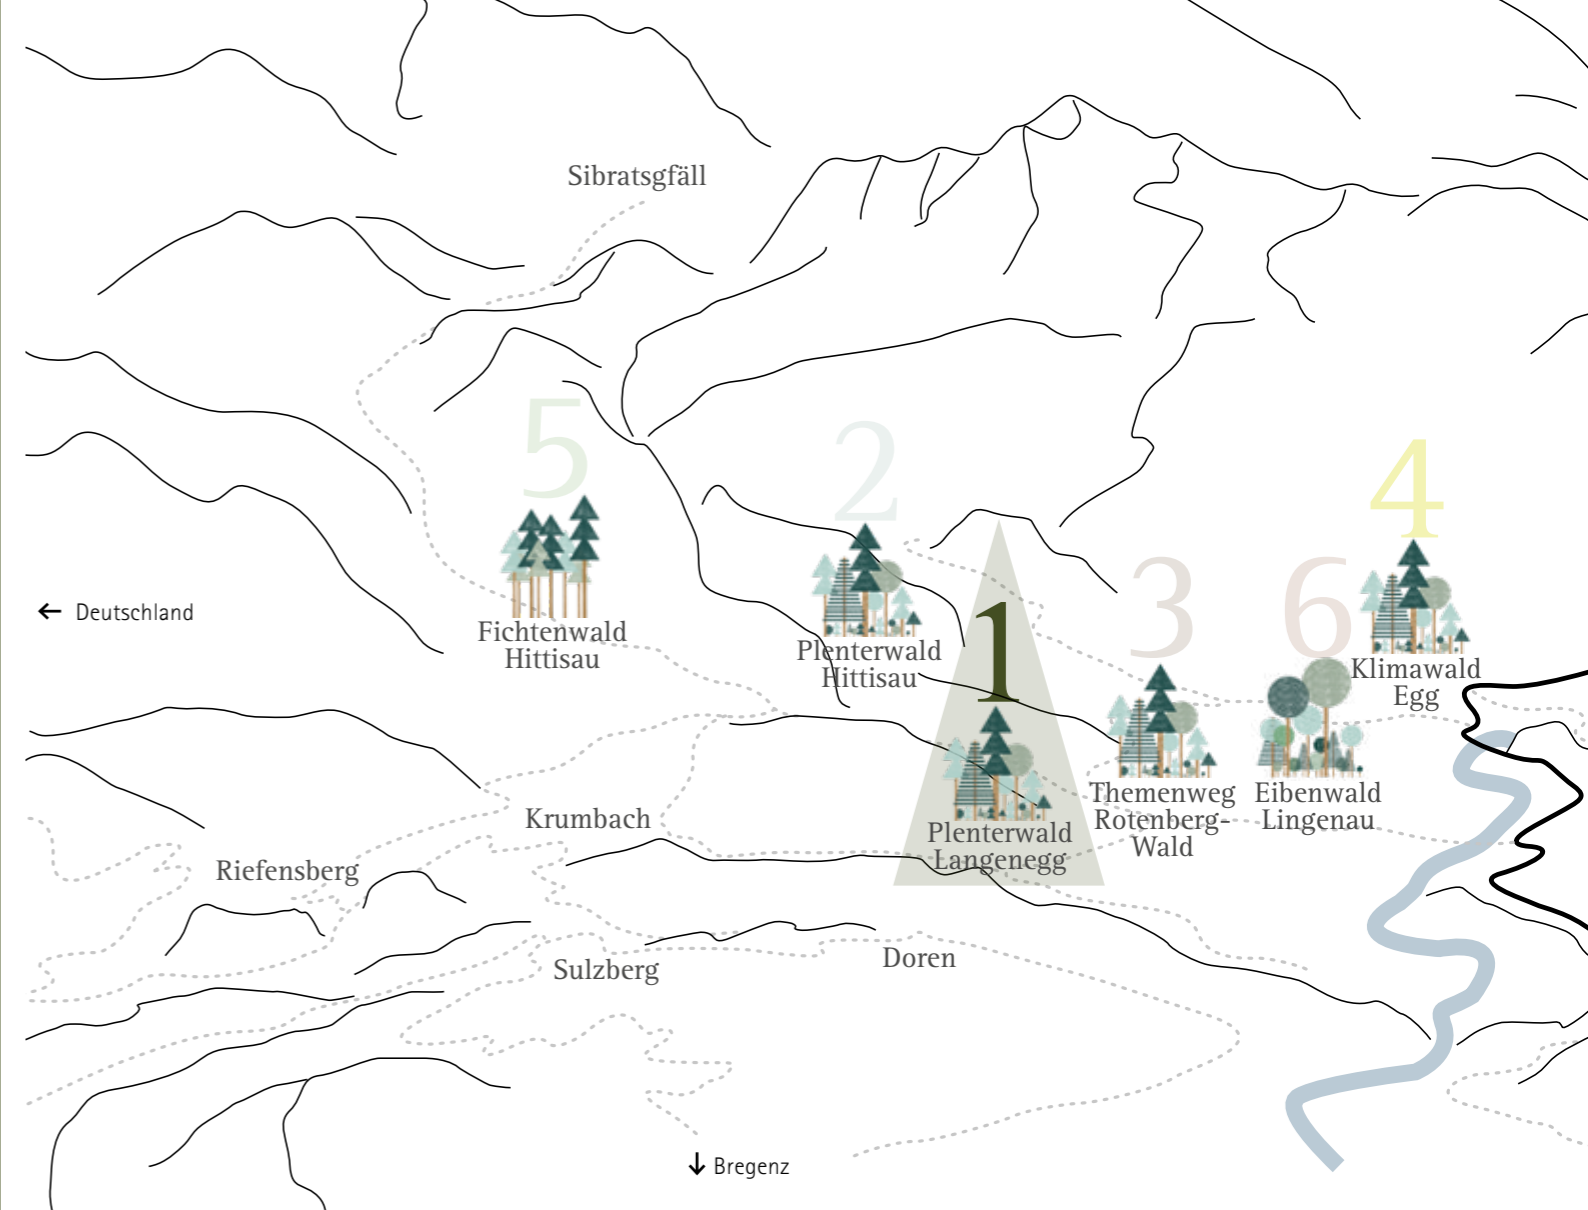 Sibratsgfäll
5
2
4
1
3
6
← Deutschland
Fichtenwald
Hittisau
Plenterwald
Hittisau
Klimawald
Egg
Themenweg
Rotenberg-
Wald
Eibenwald
Lingenau
Krumbach
Plenterwald
Langenegg
Riefensberg
Sulzberg
Doren
↓ Bregenz